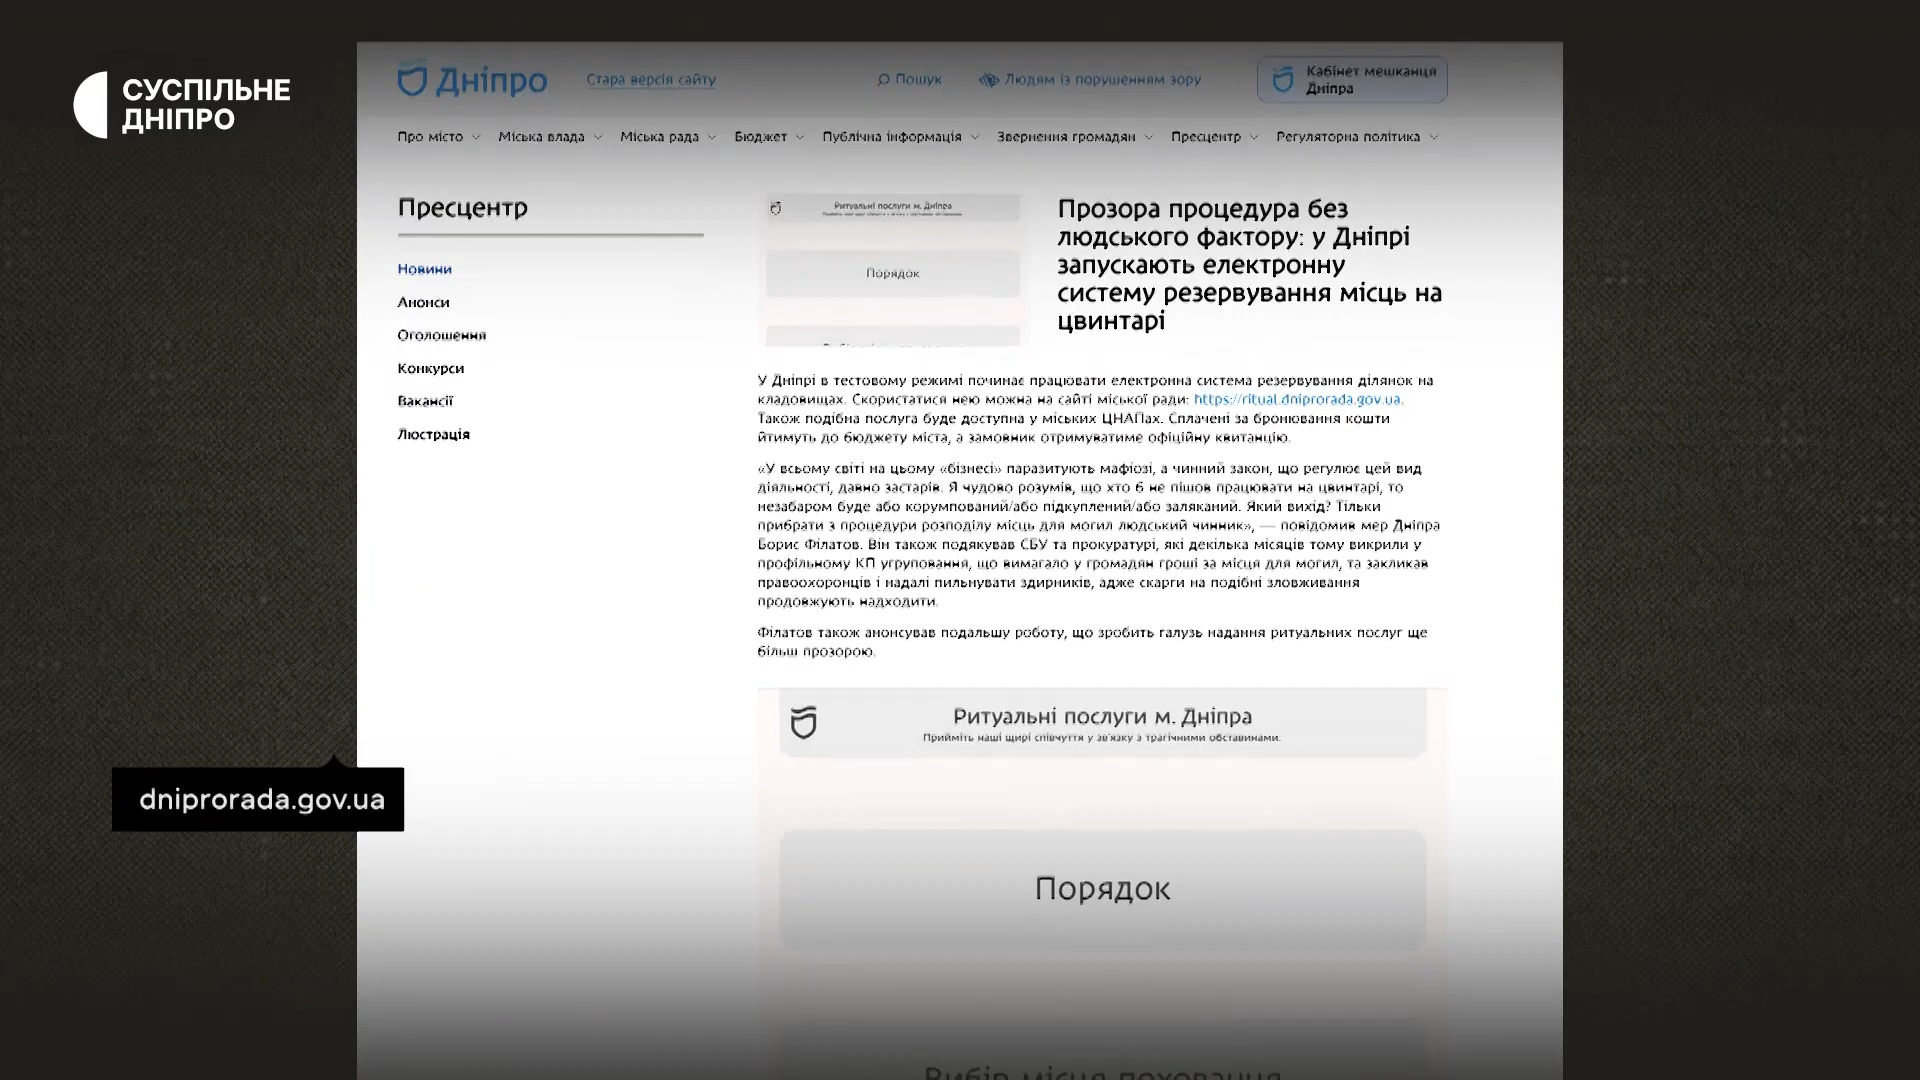 СУСПІЛЬНЕ
ДНІПРО
Дніпро
Стара версія сайту
Пошук
Людям із порушенням зору
Кабінет мешканця
Дніпра
Про місто
Міська влада
Міська рада
Бюджет
Публічна інформація
Звернення громадян
Пресцентр
Регуляторна політика
Пресцентр
Новини
Анонси
Оголошення
Конкурси
Вакансії
Люстрація
Ритуальні послуги м. Дніпра
Порядок
Прозора процедура без
людського фактору: у Дніпрі
запускають електронну
систему резервування місць на
цвинтарі
У Дніпрі в тестовому режимі починає працювати електронна система резервування ділянок на
кладовищах. Скористатися нею можна на сайті міської ради: https://ritual.dniprorada.gov.ua.
Також подібна послуга буде доступна у міських ЦНАПах. Сплачені за бронювання кошти
йтимуть до бюджету міста, а замовник отримуватиме офіційну квитанцію.
«У всьому світі на цьому «бізнесі» паразитують мафіозі, а чинний закон, що регулює цей вид
діяльності, давно застарів. Я чудово розумів, що хто б не пішов працювати на цвинтарі, то
незабаром буде або корумпований/або підкуплений/або заляканий. Який вихід? Тільки
прибрати з процедури розподілу місць для могил людський чинник», — повідомив мер Дніпра
Борис Філатов. Він також подякував СБУ та прокуратурі, які декілька місяців тому викрили у
профільному КП угруповання, що вимагало у громадян гроші за місця для могил, та закликав
правоохоронців і надалі пильнувати здирників, адже скарги на подібні зловживання
продовжують надходити.
Філатов також анонсував подальшу роботу, що зробить галузь надання ритуальних послуг ще
більш прозорою.
Ритуальні послуги м. Дніпра
Прийміть наші щирі співчуття у зв'язку з трагічними обставинами.
dniprorada.gov.ua
Порядок
Вибір місця поховання